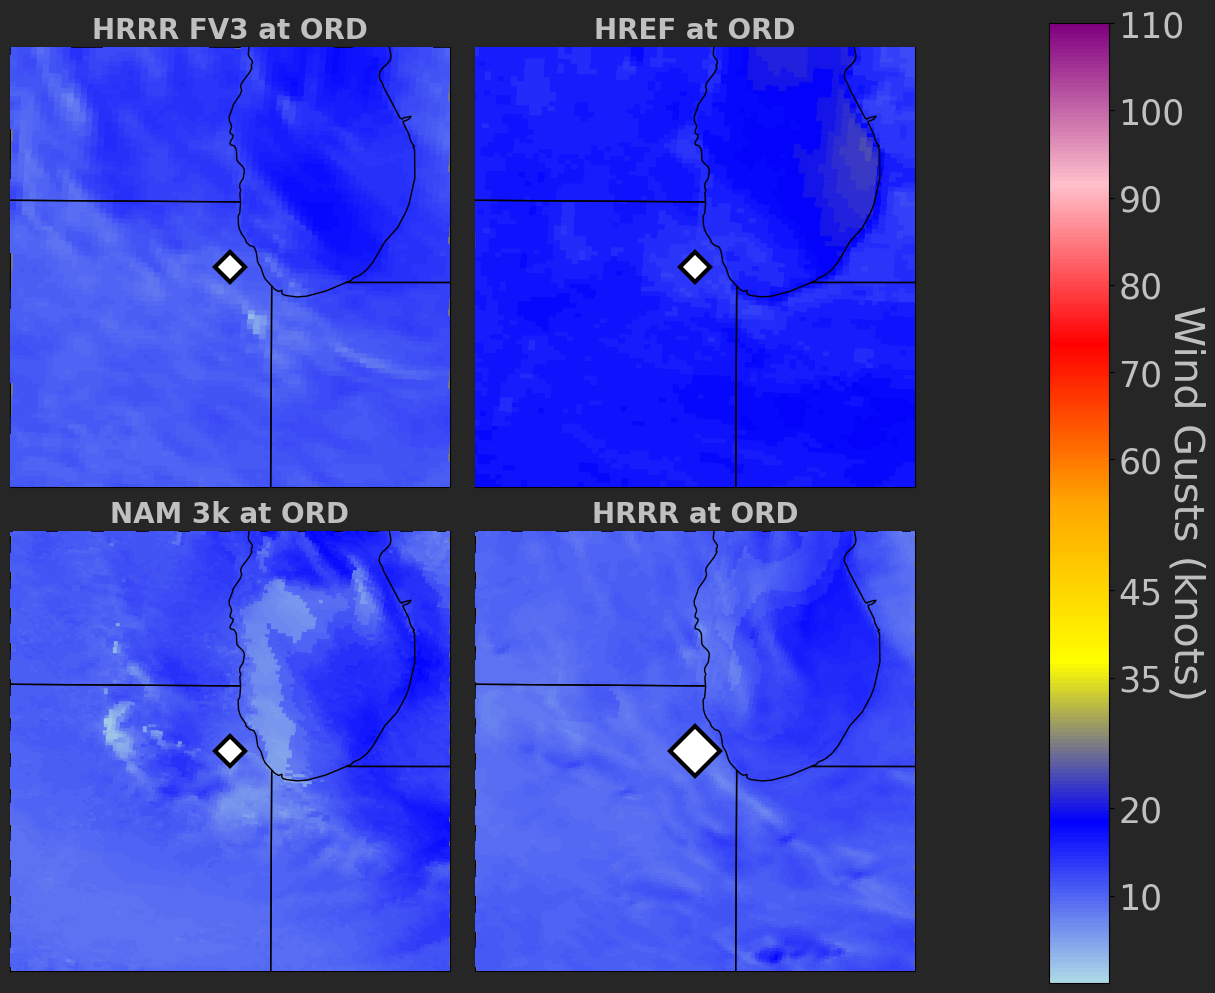 HRRR FV3 at ORD
HREF at ORD
NAM 3k at ORD
HRRR at ORD
110
100
90
80
70
60
45
35
20
10
Wind Gusts (knots)